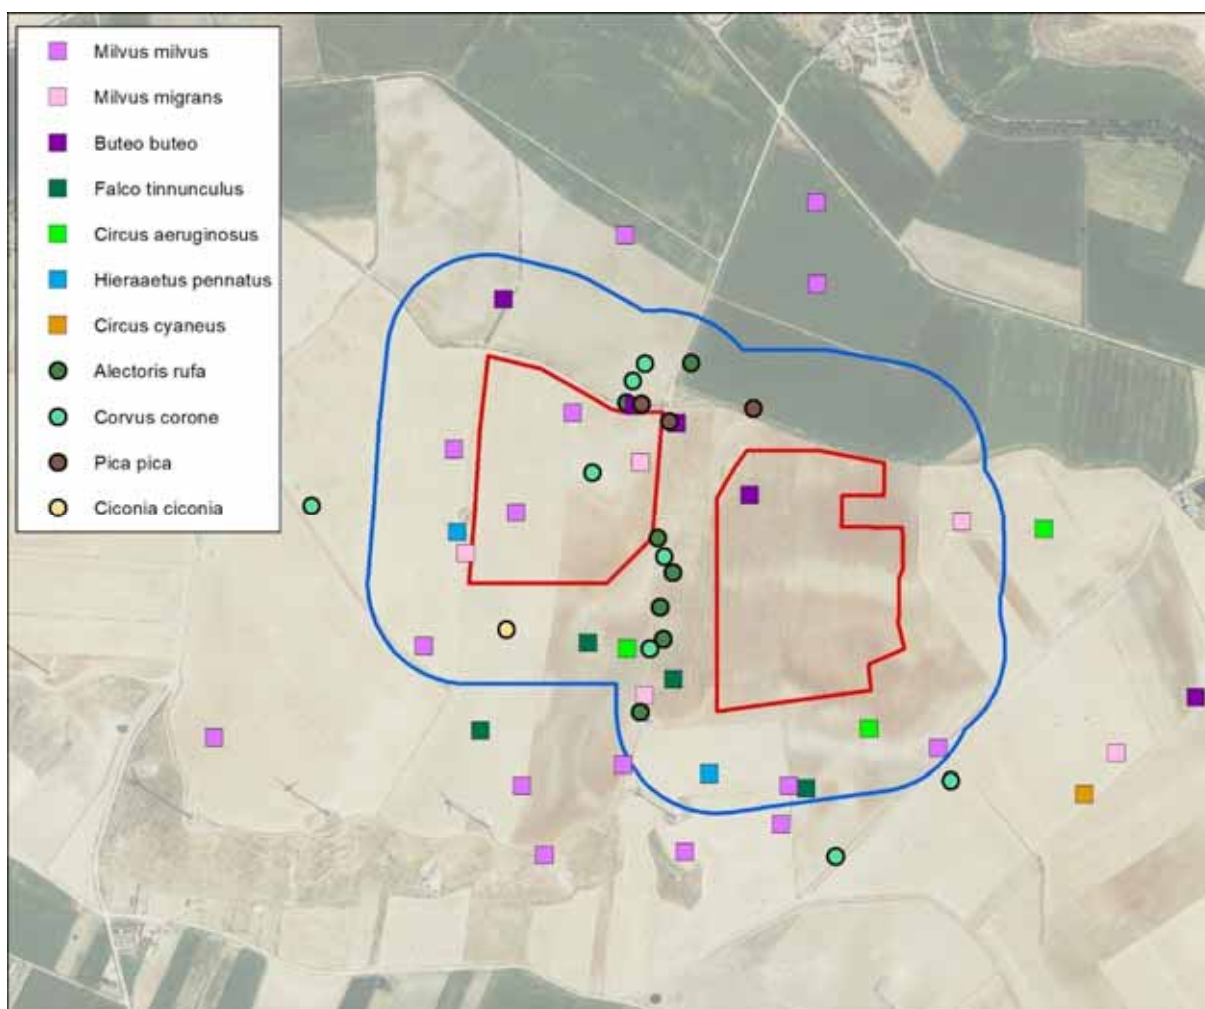 Milvus milvus
Milvus migrans
Buteo buteo
Falco tinnunculus
Circus aeruginosus
Hieraaetus pennatus
Circus cyaneus
Alectoris rufa
Corvus corone
Pica pica
Ciconia ciconia